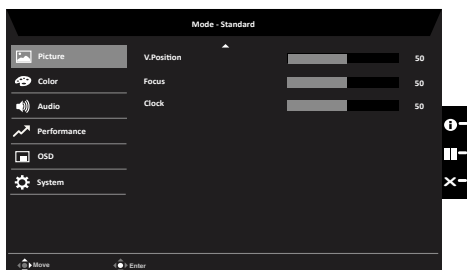 Mode - Standard
Picture
V.Position 50
Color
Focus 50
Audio
Clock 50
Performance
OSD
System
Move
Enter